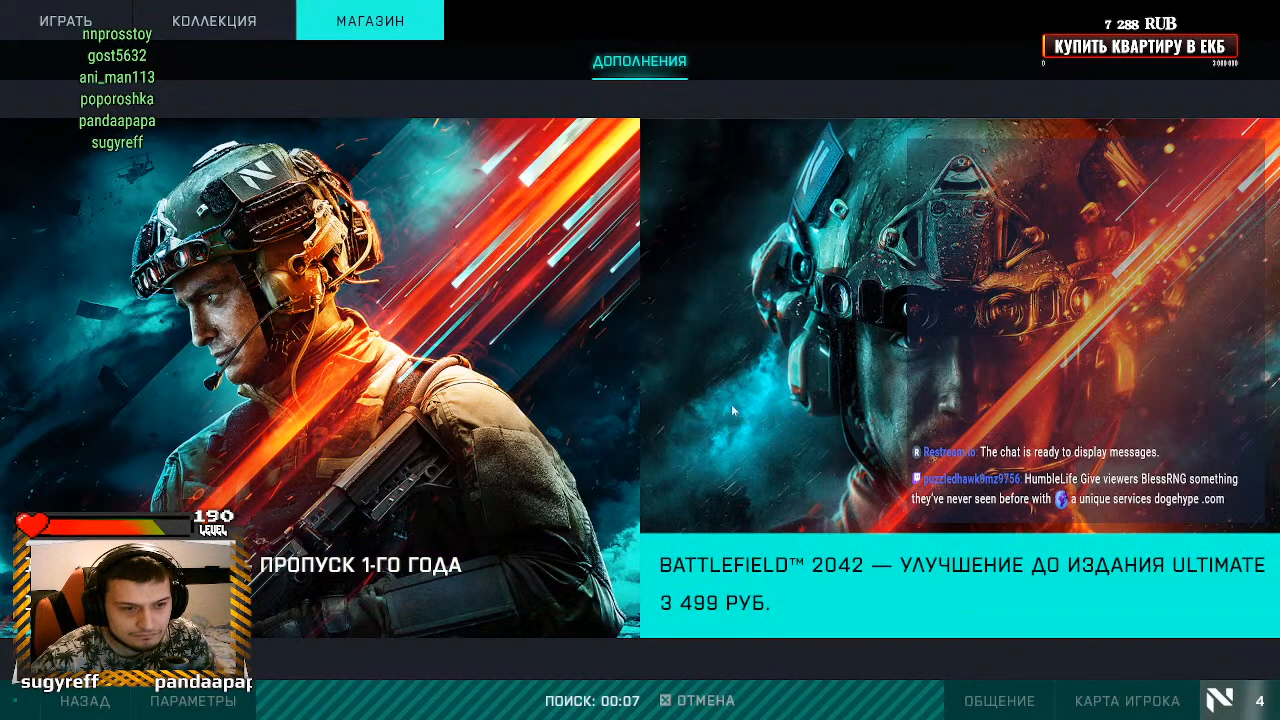 ИГРАТЬ
КОЛЛЕКЦИЯ
МАГАЗИН
7 288 RUB
КУПИТЬ КВАРТИРУ В ЕКБ
0
ДОПОЛНЕНИЯ
nnprosstoy
gost5632
ani_man113
poporoshka
pandaapapa
sugyreff
Restream.io: The chat is ready to display messages.
puzzledhawk9mz9756: HumbleLife Give viewers BlessRNG something
they've never seen before with a unique services dogehype .com
190
LEVEL
ПРОПУСК 1-ГО ГОДА
BATTLEFIELD™ 2042 — УЛУЧШЕНИЕ ДО ИЗДАНИЯ ULTIMATE
3 499 РУБ.
sugyreff pandaapap
НАЗАД
ПАРАМЕТРЫ
ПОИСК: 00:07
ОТМЕНА
ОБЩЕНИЕ
КАРТА ИГРОКА
4